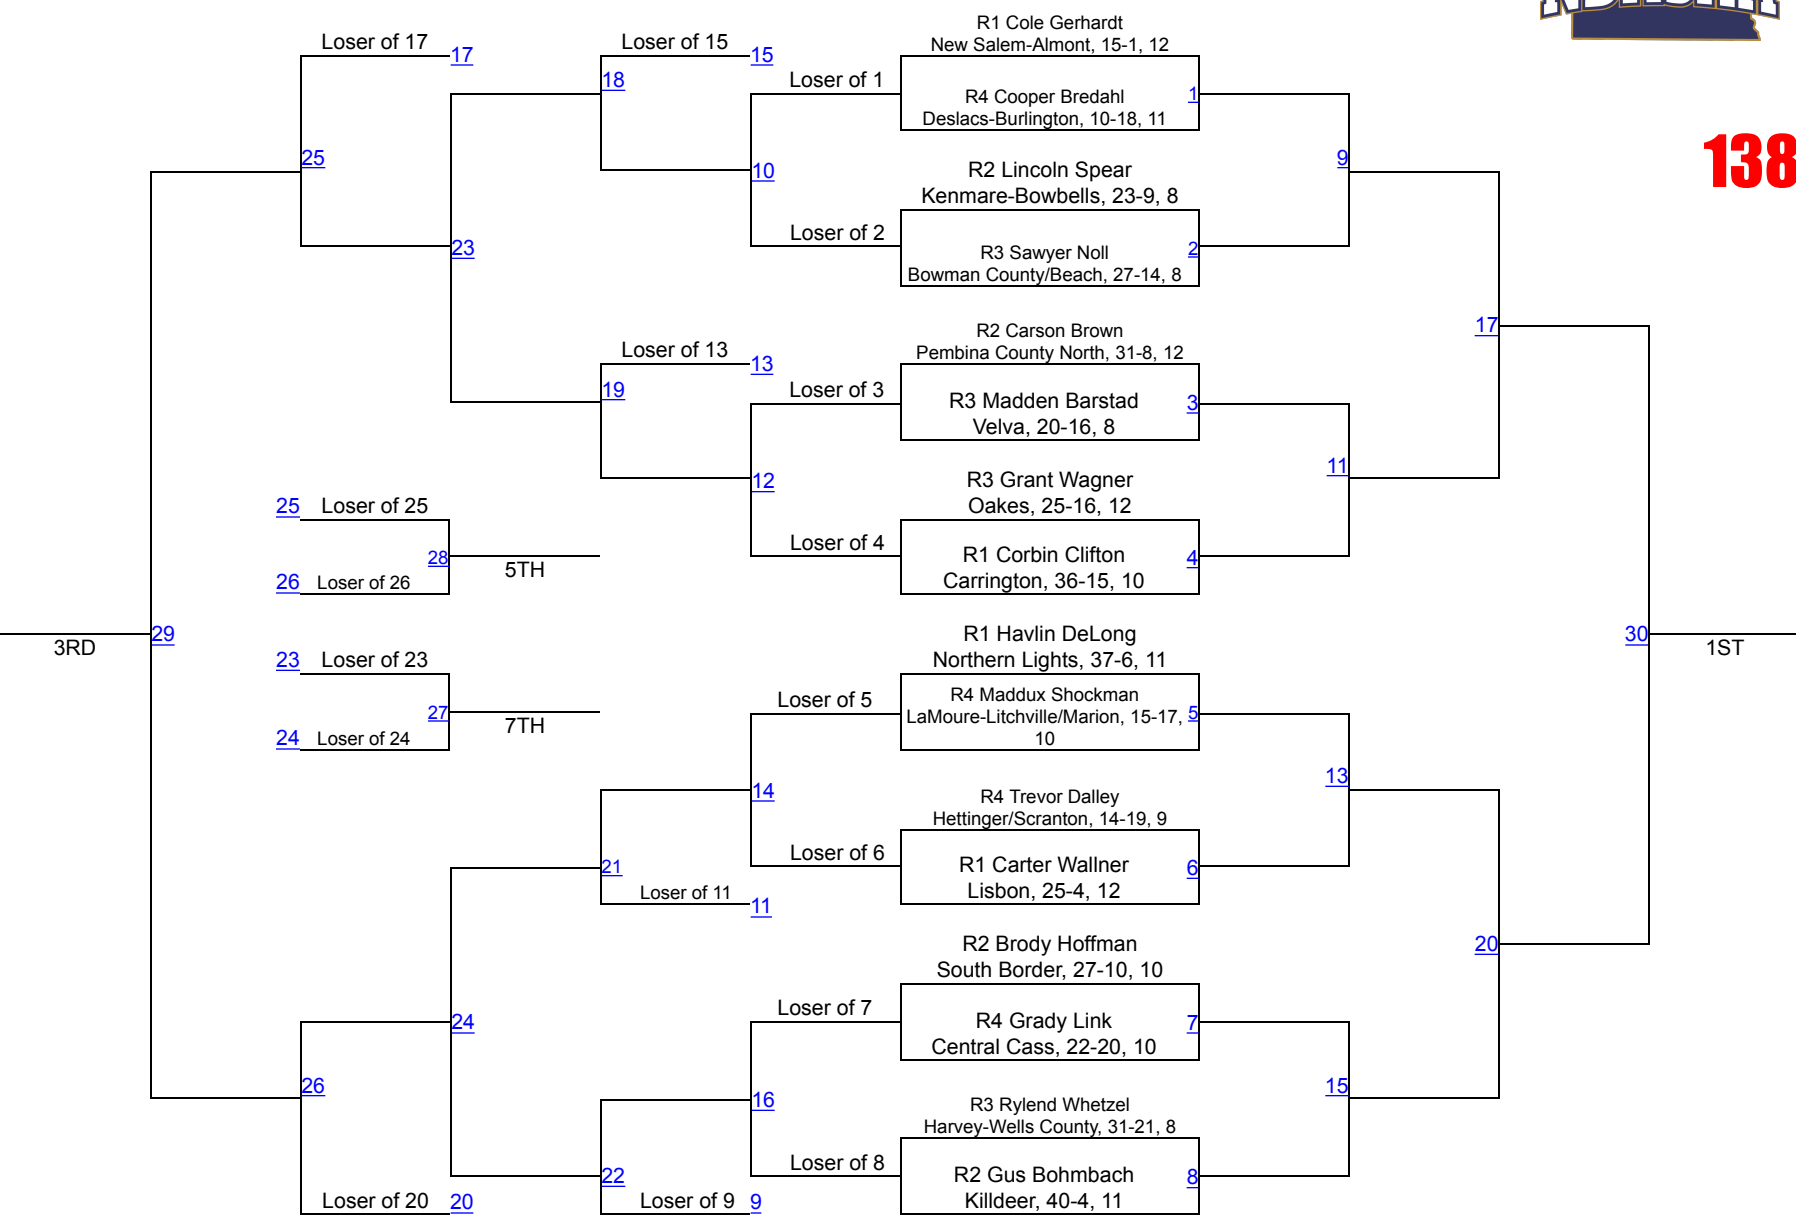 NDHSAA
138
R1 Cole Gerhardt
New Salem-Almont, 15-1, 12
R4 Cooper Bredahl
Deslacs-Burlington, 10-18, 11
1
R2 Lincoln Spear
Kenmare-Bowbells, 23-9, 8
R3 Sawyer Noll
Bowman County/Beach, 27-14, 8
2
R2 Carson Brown
Pembina County North, 31-8, 12
R3 Madden Barstad
Velva, 20-16, 8
3
R3 Grant Wagner
Oakes, 25-16, 12
R1 Corbin Clifton
Carrington, 36-15, 10
4
R1 Havlin DeLong
Northern Lights, 37-6, 11
R4 Maddux Shockman
LaMoure-Litchville/Marion, 15-17,
10
5
R4 Trevor Dalley
Hettinger/Scranton, 14-19, 9
R1 Carter Wallner
Lisbon, 25-4, 12
6
R2 Brody Hoffman
South Border, 27-10, 10
R4 Grady Link
Central Cass, 22-20, 10
7
R3 Rylend Whetzel
Harvey-Wells County, 31-21, 8
R2 Gus Bohmbach
Killdeer, 40-4, 11
8
9
11
13
15
17
20
30
1ST
Loser of 1
10
Loser of 2
Loser of 3
12
Loser of 4
Loser of 5
14
Loser of 6
Loser of 7
16
Loser of 8
Loser of 15
15
18
Loser of 13
13
19
21
Loser of 11
11
22
Loser of 9
9
23
24
Loser of 17
17
25
26
Loser of 20
20
25
Loser of 25
28
26
Loser of 26
5TH
23
Loser of 23
27
24
Loser of 24
7TH
29
3RD